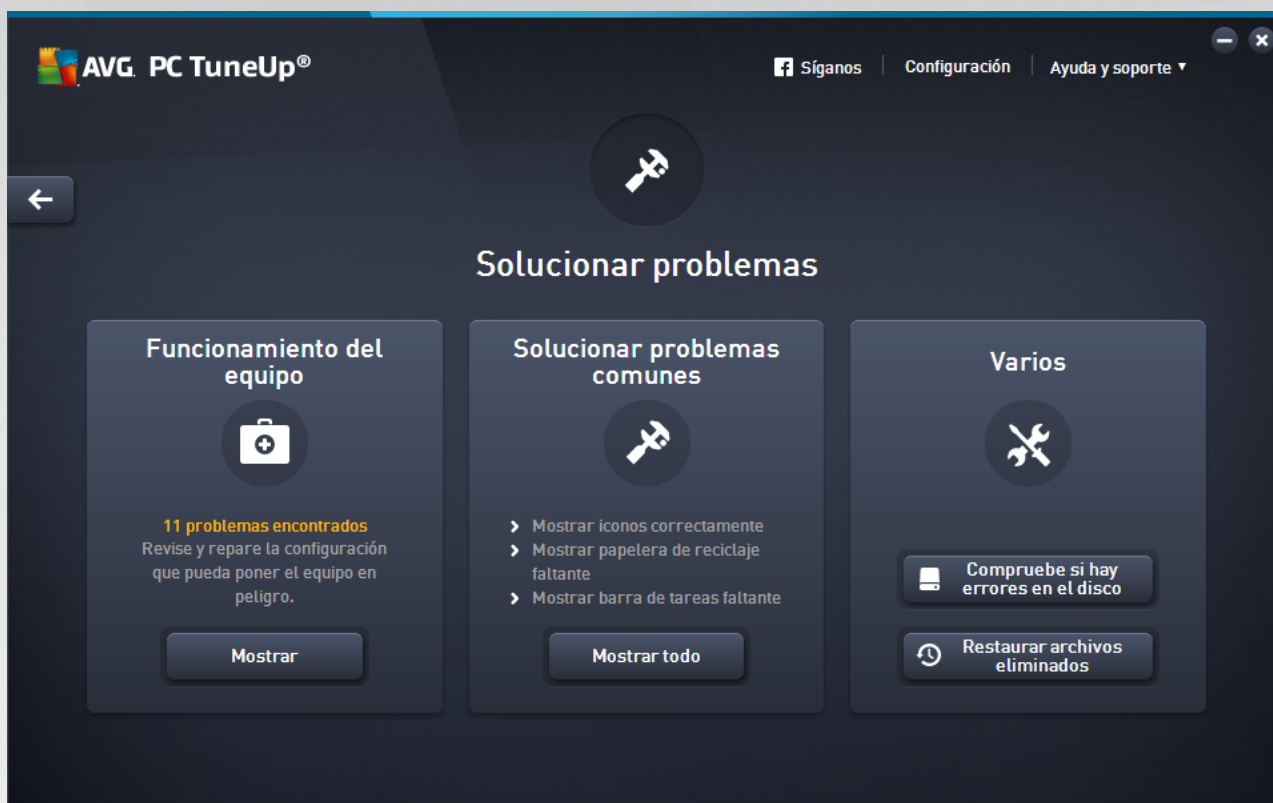 AVG. PC TuneUp®
Síganos
Configuración
Ayuda y soporte
Solucionar problemas
Funcionamiento del
equipo
11 problemas encontrados
Revise y repare la configuración
que pueda poner el equipo en
peligro.
Mostrar
Solucionar problemas
comunes
Mostrar iconos correctamente
Mostrar papelera de reciclaje
faltante
Mostrar barra de tareas faltante
Mostrar todo
Varios
Compruebe si hay
errores en el disco
Restaurar archivos
eliminados